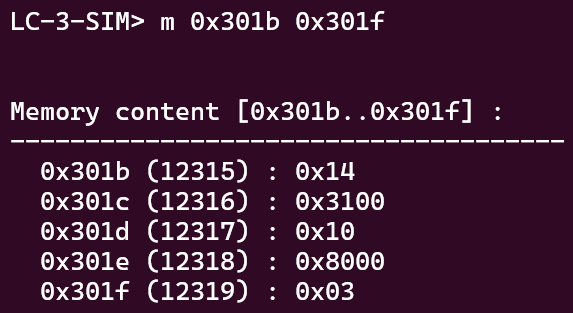 LC-3-SIM> m 0x301b 0x301f
Memory content [0x301b..0x301f] :
-------------------------------------
0x301b (12315) : 0x14
0x301c (12316) : 0x3100
0x301d (12317) : 0x10
0x301e (12318) : 0x8000
0x301f (12319) : 0x03